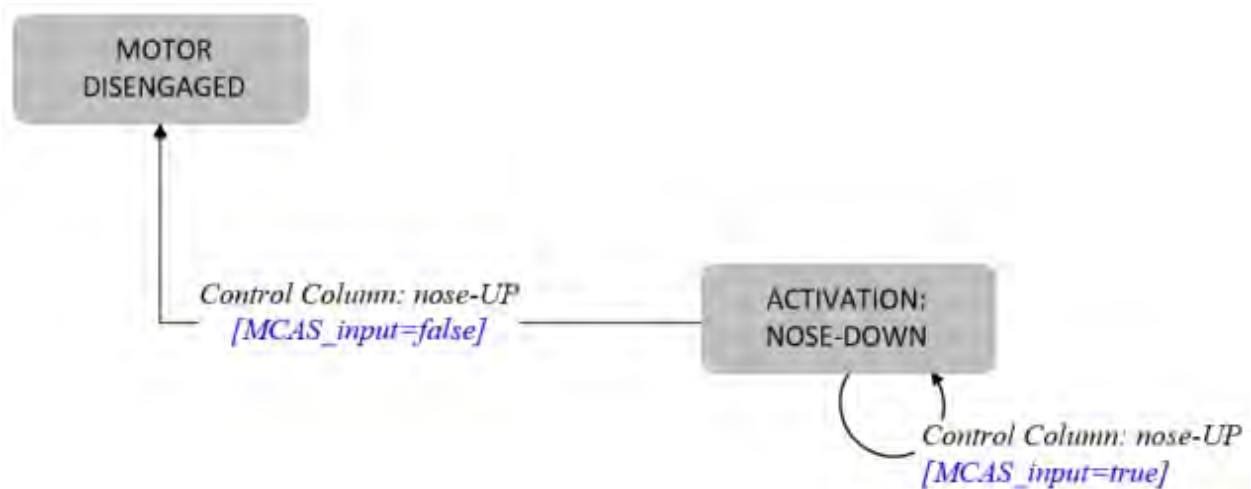 MOTOR
DISENGAGED
Control Column: nose-UP
[MCAS_input=false]
ACTIVATION:
NOSE-DOWN
Control Column: nose-UP
[MCAS_input=true]